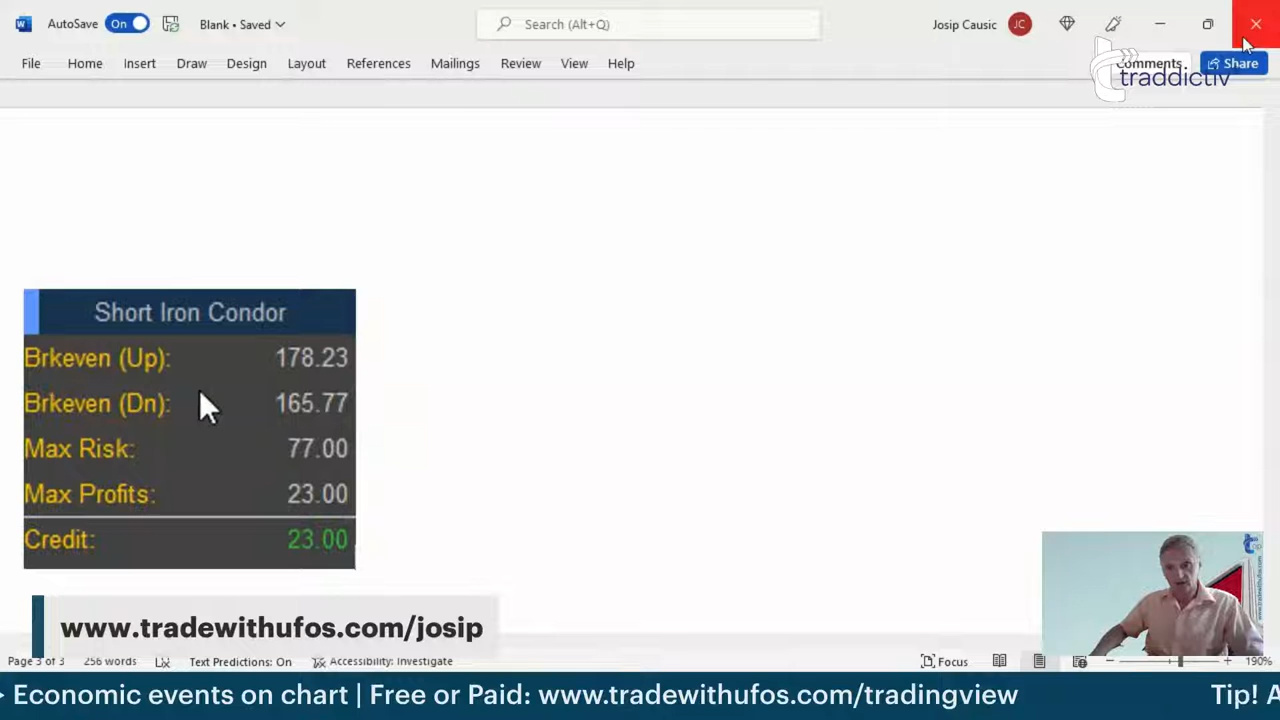 AutoSave On Blank • Saved Search (Alt+Q) Josip Causic JC
File Home Insert Draw Design Layout References Mailings Review View Help Comments Share
traddictiv
Short Iron Condor
Brkeven (Up): 178.23
Brkeven (Dn): 165.77
Max Risk: 77.00
Max Profits: 23.00
Credit: 23.00
www.tradewithufos.com/josip
Page 3 of 3 256 words Text Predictions: On Accessibility: Investigate Focus 190%
Economic events on chart | Free or Paid: www.tradewithufos.com/tradingview Tip! A